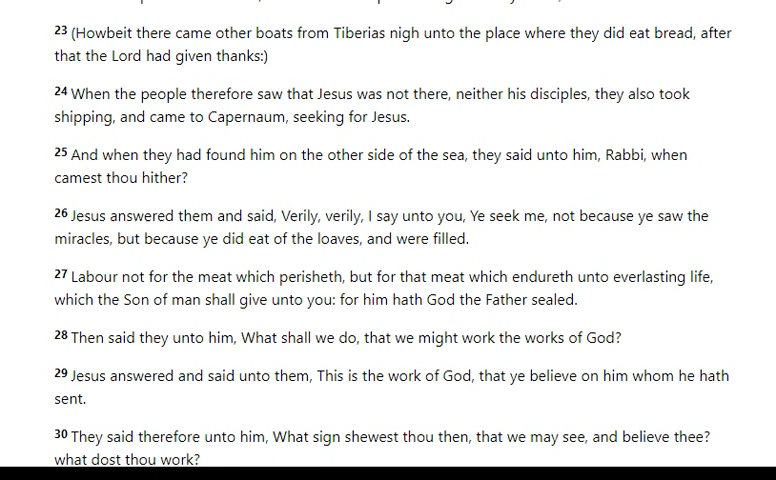 23 (Howbeit there came other boats from Tiberias nigh unto the place where they did eat bread, after
that the Lord had given thanks:)
24 When the people therefore saw that Jesus was not there, neither his disciples, they also took
shipping, and came to Capernaum, seeking for Jesus.
25 And when they had found him on the other side of the sea, they said unto him, Rabbi, when
camest thou hither?
26 Jesus answered them and said, Verily, verily, I say unto you, Ye seek me, not because ye saw the
miracles, but because ye did eat of the loaves, and were filled.
27 Labour not for the meat which perisheth, but for that meat which endureth unto everlasting life,
which the Son of man shall give unto you: for him hath God the Father sealed.
28 Then said they unto him, What shall we do, that we might work the works of God?
29 Jesus answered and said unto them, This is the work of God, that ye believe on him whom he hath
sent.
30 They said therefore unto him, What sign shewest thou then, that we may see, and believe thee?
what dost thou work?